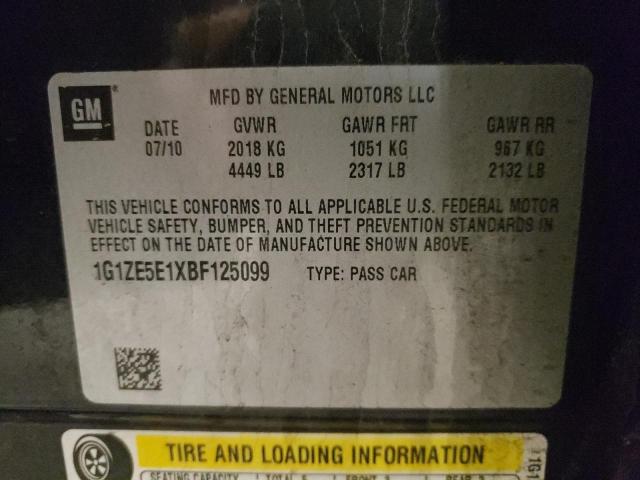 GM
MFD BY GENERAL MOTORS LLC
DATE GVWR GAWR FRT GAWR RR
07/10 2018 KG 1051 KG 967 KG
4449 LB 2317 LB 2132 LB
THIS VEHICLE CONFORMS TO ALL APPLICABLE U.S. FEDERAL MOTOR
VEHICLE SAFETY, BUMPER, AND THEFT PREVENTION STANDARDS IN
EFFECT ON THE DATE OF MANUFACTURE SHOWN ABOVE.
1G1ZE5E1XBF125099 TYPE: PASS CAR
TIRE AND LOADING INFORMATION
SEATING CAPACITY